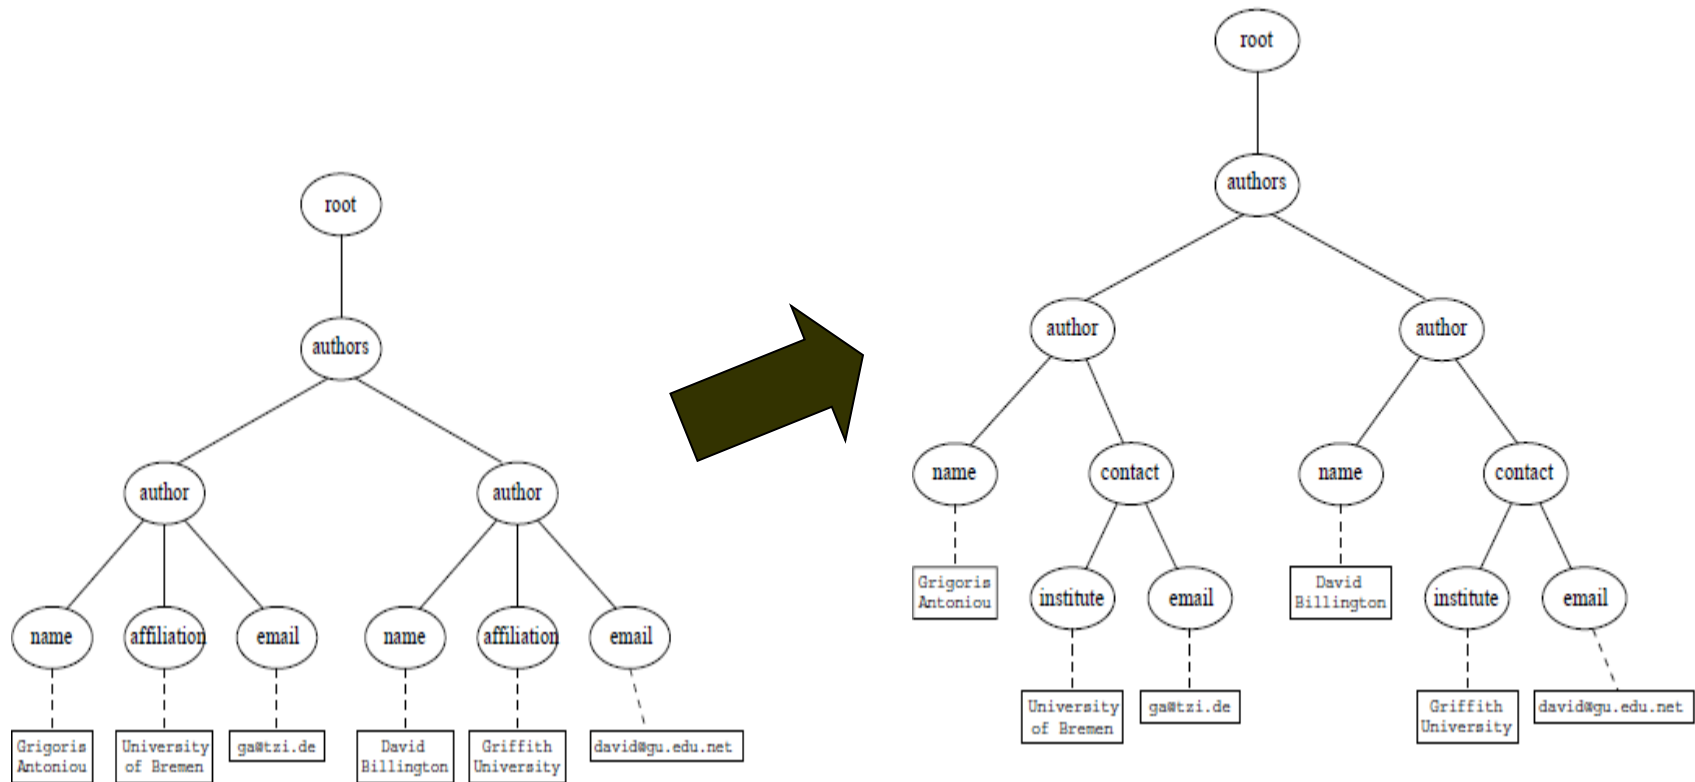 root
authors
author
author
name
affiliation
email
name
affiliation
email
Grigoris
Antoniou
University
of Bremen
ga@tzi.de
David
Billington
Griffith
University
david@gu.edu.net
root
authors
author
author
name
contact
name
contact
Grigoris
Antoniou
institute
email
David
Billington
institute
email
University
of Bremen
ga@tzi.de
Griffith
University
david@gu.edu.net